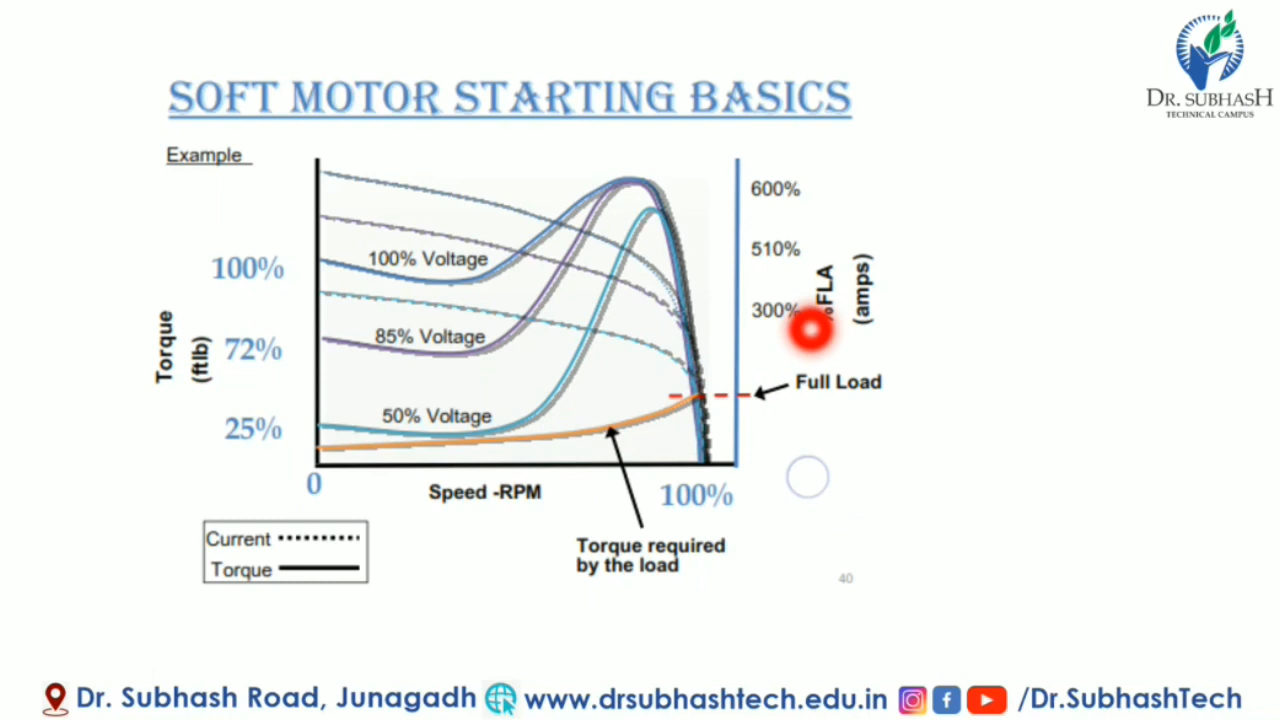 DR. SUBHASH
TECHNICAL CAMPUS
SOFT MOTOR STARTING BASICS
Example
600%
100% Voltage
510%
100%
%FLA
(amps)
300%
Torque
(ftlb)
85% Voltage
72%
Full Load
50% Voltage
25%
0
Speed -RPM
100%
Current
Torque
Torque required
by the load
40
Dr. Subhash Road, Junagadh www.drsubhashtech.edu.in /Dr.SubhashTech